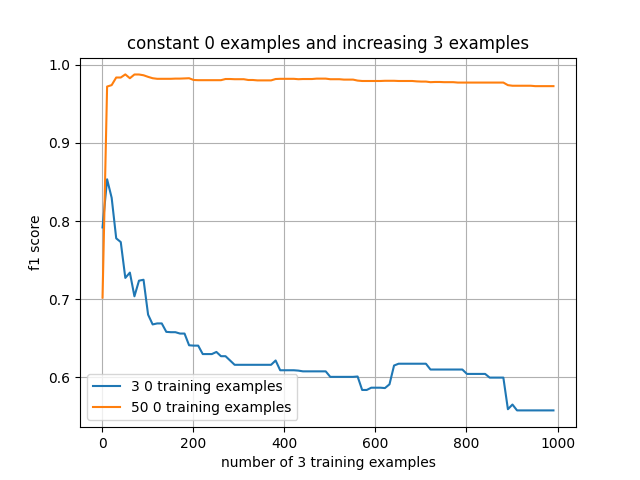 constant 0 examples and increasing 3 examples
1.0
0.9
0.8
0.7
0.6
f1 score
3 0 training examples
50 0 training examples
0
200
400
600
800
1000
number of 3 training examples